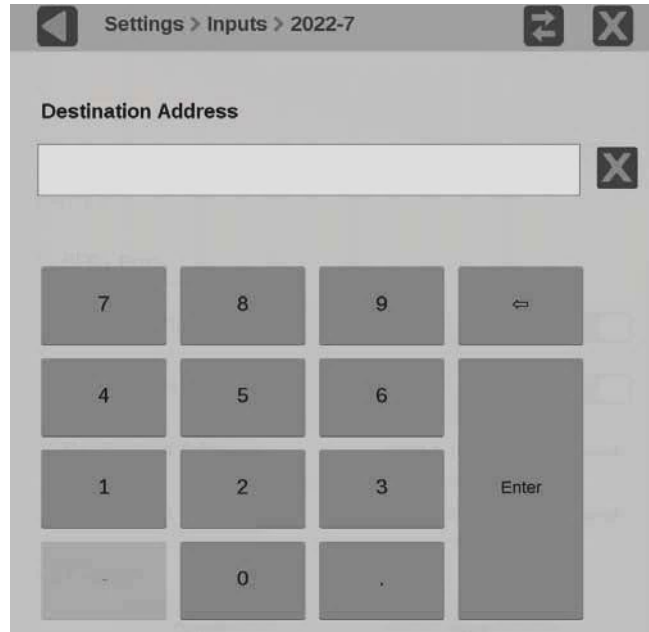 Settings > Inputs > 2022-7
X
Destination Address
X
7 8 9 ⇦
4 5 6
1 2 3 Enter
- 0 .